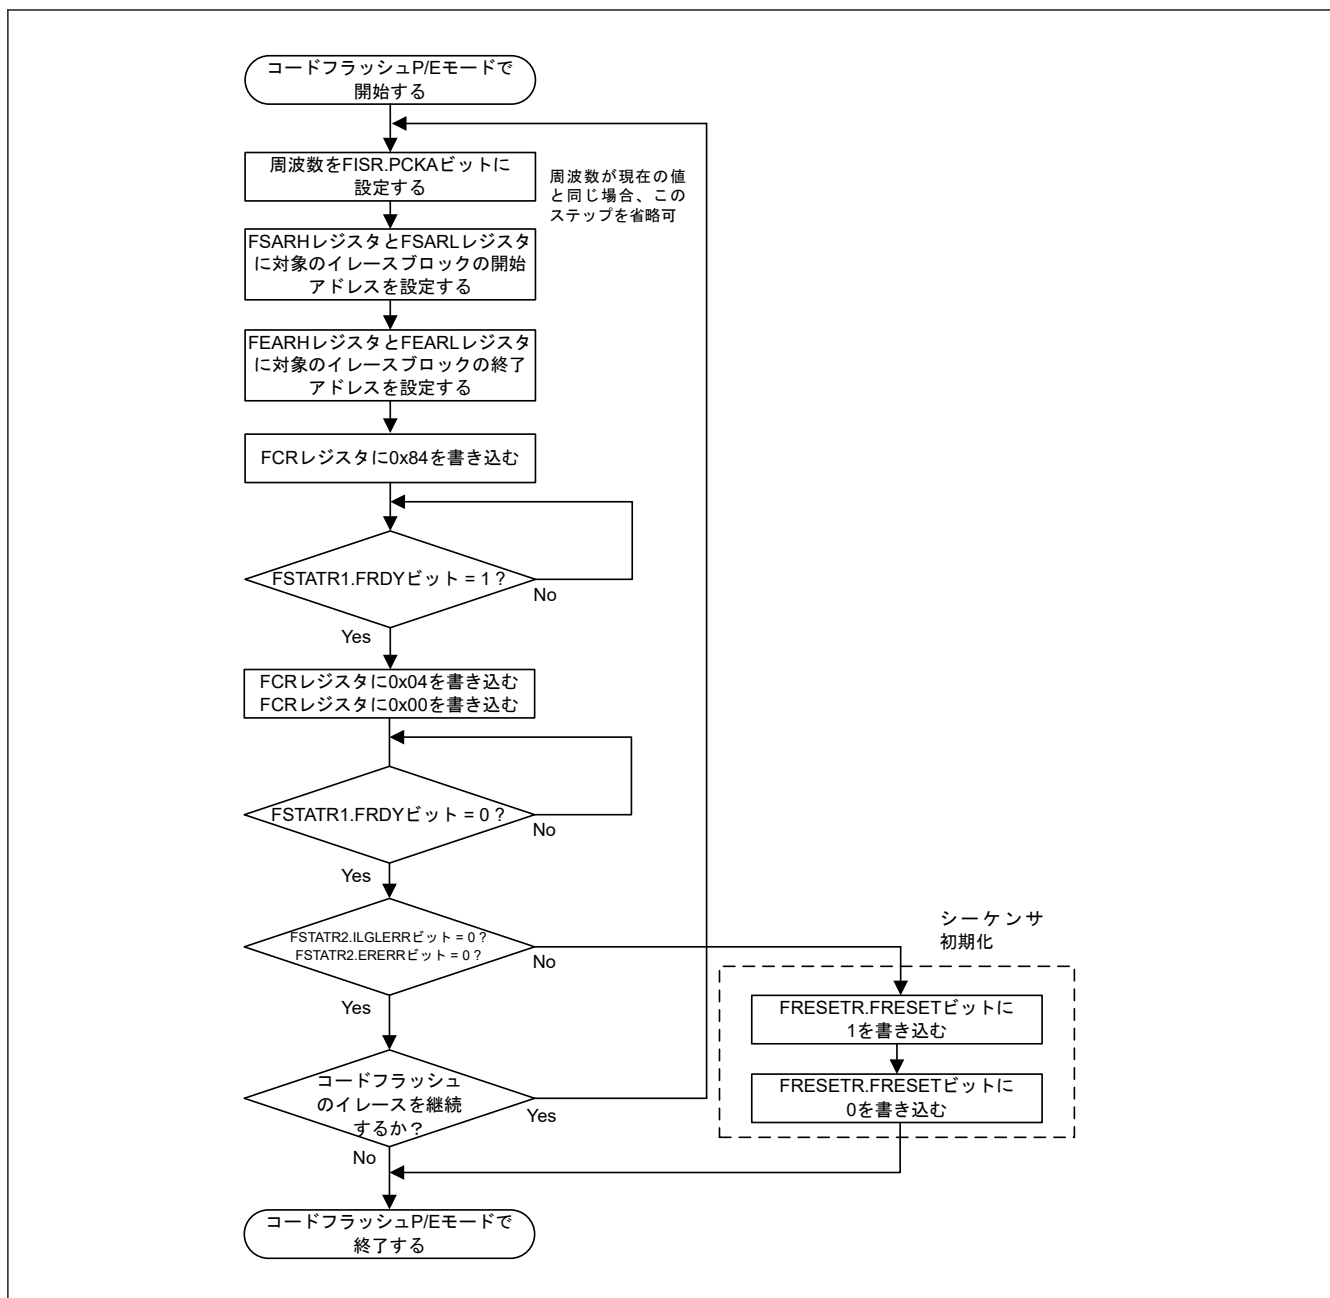 コードフラッシュP/Eモードで
開始する
周波数をFISR.PCKAビットに
設定する
周波数が現在の値
と同じ場合、この
ステップを省略可
FSARHレジスタとFSARLレジスタ
に対象のイレースブロックの開始
アドレスを設定する
FEARHレジスタとFEARLレジスタ
に対象のイレースブロックの終了
アドレスを設定する
FCRレジスタに0x84を書き込む
FSTATR1.FRDYビット = 1 ?
No
Yes
FCRレジスタに0x04を書き込む
FCRレジスタに0x00を書き込む
FSTATR1.FRDYビット = 0 ?
No
Yes
FSTATR2.ILGLERRビット = 0 ?
FSTATR2.ERERRビット = 0 ?
No
Yes
シーケンサ
初期化
FRESETR.FRESETビットに
1を書き込む
FRESETR.FRESETビットに
0を書き込む
コードフラッシュ
のイレースを継続
するか？
Yes
No
コードフラッシュP/Eモードで
終了する